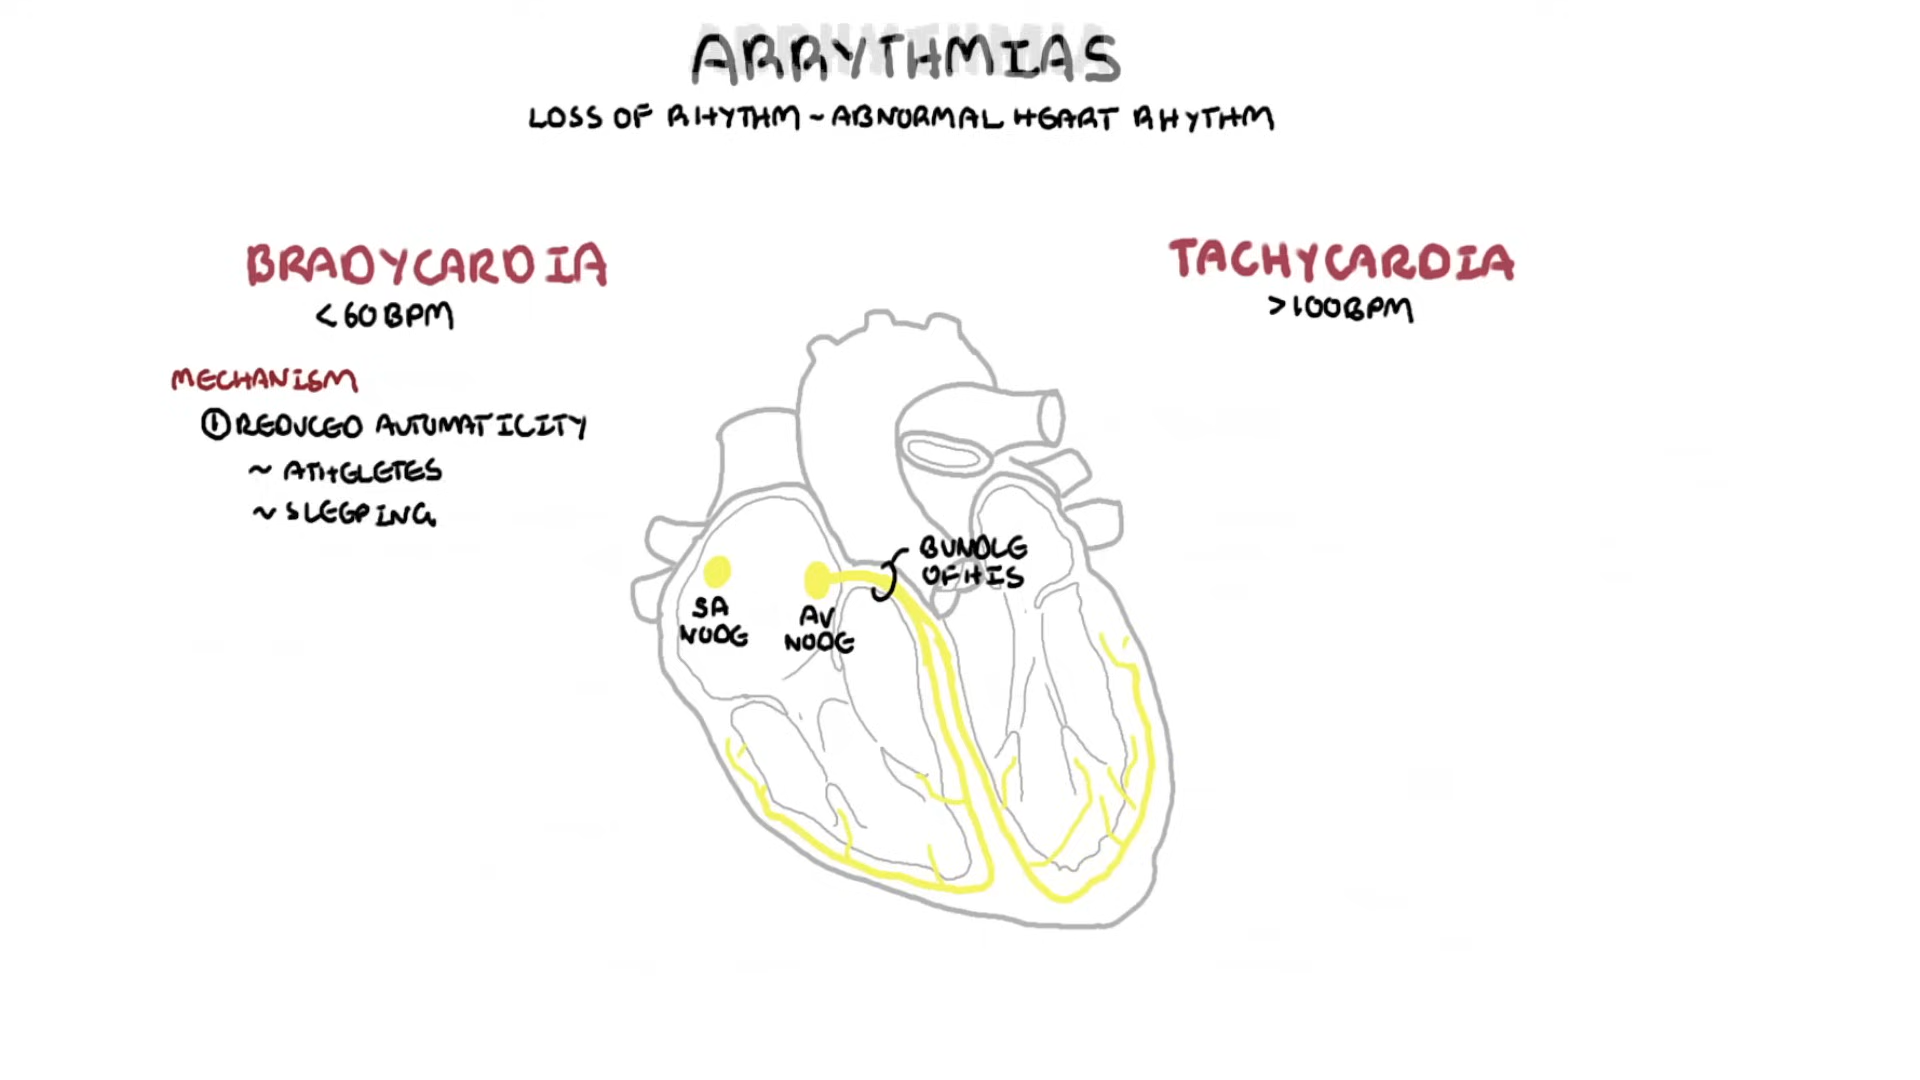 ARRYTHMIAS
LOSS OF RHYTHM ~ ABNORMAL HEART RHYTHM
BRADYCARDIA
<60 BPM
MECHANISM
① REDUCED AUTOMATICITY
~ ATHELETES
~ SLEEPING
TACHYCARDIA
>100BPM
BUNDLE
OF HIS
SA
NODE
AV
NODE